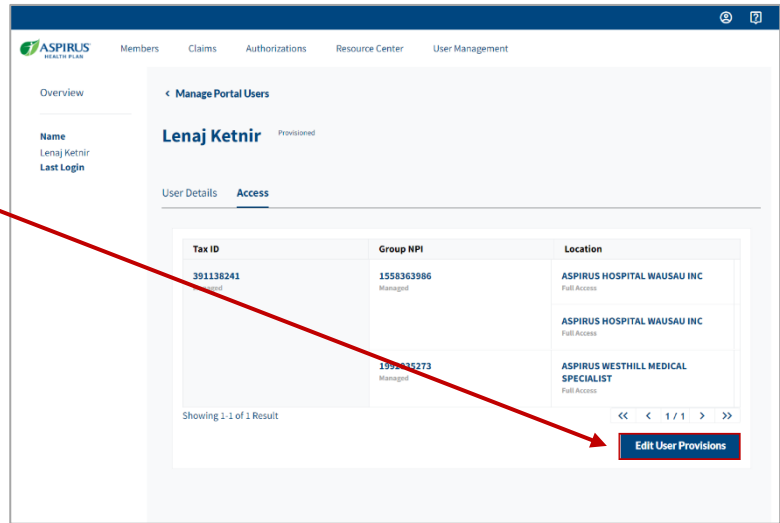 ASPIRUS
HEALTH PLAN
Members
Claims
Authorizations
Resource Center
User Management
Overview
Name
Lenaj Ketnir
Last Login
< Manage Portal Users
Lenaj Ketnir
Provisioned
User Details
Access
Tax ID
Group NPI
Location
391138241
Managed
1558363986
Managed
ASPIRUS HOSPITAL WAUSAU INC
Full Access
ASPIRUS HOSPITAL WAUSAU INC
Full Access
Managed
ASPIRUS WESTHILL MEDICAL
SPECIALIST
Full Access
Showing 1-1 of 1 Result
<< < 1 / 1 > >>
Edit User Provisions